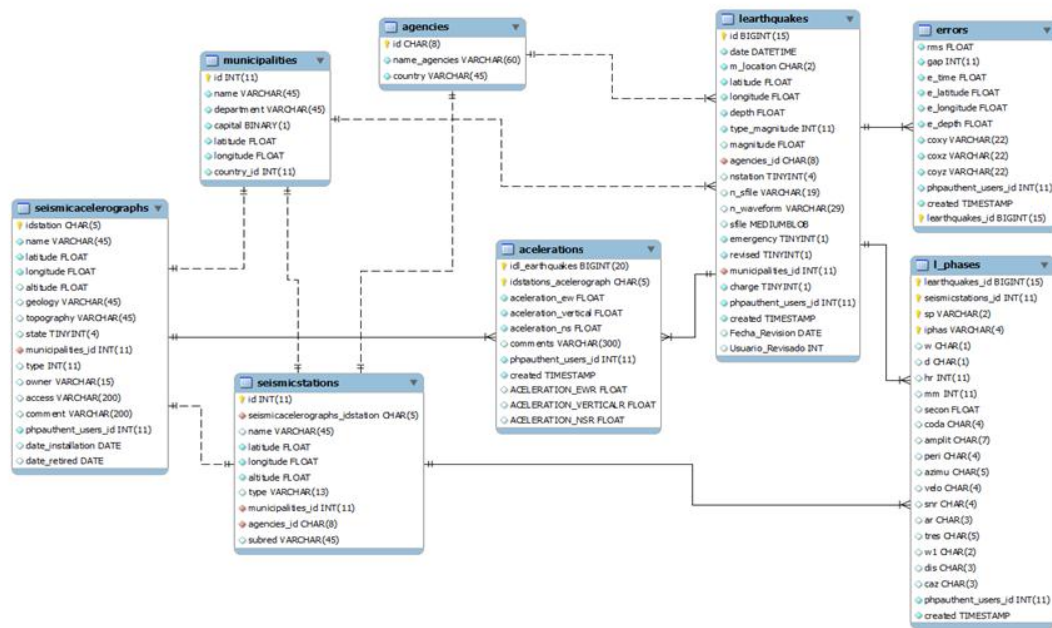 agencies
id CHAR(8)
name_agencies VARCHAR(60)
country VARCHAR(45)
municipalities
id INT(11)
name VARCHAR(45)
department VARCHAR(45)
capital BINARY(1)
latitude FLOAT
longitude FLOAT
country_id INT(11)
learthquakes
id BIGINT(15)
date DATETIME
m_location CHAR(2)
latitude FLOAT
longitude FLOAT
depth FLOAT
type_magnitude INT(11)
magnitude FLOAT
agencies_id CHAR(8)
nstation TINYINT(4)
n_sfile VARCHAR(19)
n_waveform VARCHAR(29)
sfile MEDIUMBLOB
emergency TINYINT(1)
revised TINYINT(1)
municipalities_id INT(11)
charge TINYINT(1)
phpauthent_users_id INT(11)
created TIMESTAMP
Fecha_Revision DATE
Usuario_Revisado INT
errors
rms FLOAT
gap INT(11)
e_time FLOAT
e_latitude FLOAT
e_longitude FLOAT
e_depth FLOAT
coxy VARCHAR(22)
coxz VARCHAR(22)
coyz VARCHAR(22)
phpauthent_users_id INT(11)
created TIMESTAMP
learthquakes_id BIGINT(15)
seismicacelerographs
idstation CHAR(5)
name VARCHAR(45)
latitude FLOAT
longitude FLOAT
altitude FLOAT
geology VARCHAR(45)
topography VARCHAR(45)
state TINYINT(4)
municipalities_id INT(11)
type INT(11)
owner VARCHAR(15)
access VARCHAR(200)
comment VARCHAR(200)
phpauthent_users_id INT(11)
date_installation DATE
date_retired DATE
acelerations
idl_earthquakes BIGINT(20)
idstations_acelerograph CHAR(5)
aceleration_ew FLOAT
aceleration_vertical FLOAT
aceleration_ns FLOAT
comments VARCHAR(300)
phpauthent_users_id INT(11)
created TIMESTAMP
ACELERATION_EWR FLOAT
ACELERATION_VERTICALR FLOAT
ACELERATION_NSR FLOAT
seismicstations
id INT(11)
seismicacelerographs_idstation CHAR(5)
name VARCHAR(45)
latitude FLOAT
longitude FLOAT
altitude FLOAT
type VARCHAR(13)
municipalities_id INT(11)
agencies_id CHAR(8)
subred VARCHAR(45)
l_phases
learthquakes_id BIGINT(15)
seismicstations_id INT(11)
sp VARCHAR(2)
iphas VARCHAR(4)
w CHAR(1)
d CHAR(1)
hr INT(11)
mm INT(11)
secon FLOAT
coda CHAR(4)
amplit CHAR(7)
peri CHAR(4)
azimu CHAR(5)
velo CHAR(4)
snr CHAR(4)
ar CHAR(3)
tres CHAR(5)
w1 CHAR(2)
dis CHAR(3)
caz CHAR(3)
phpauthent_users_id INT(11)
created TIMESTAMP